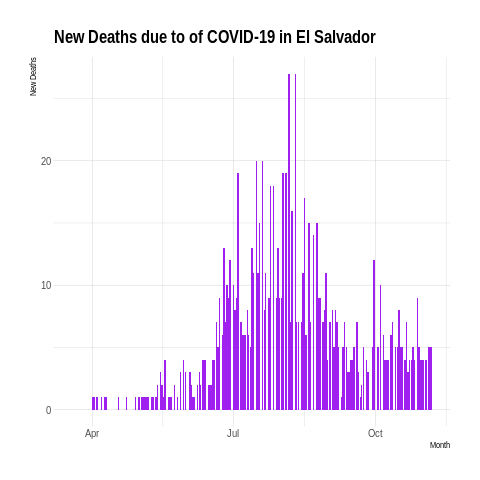 New Deaths due to of COVID-19 in El Salvador
New Deaths
20
10
0
Apr
Jul
Oct
Month